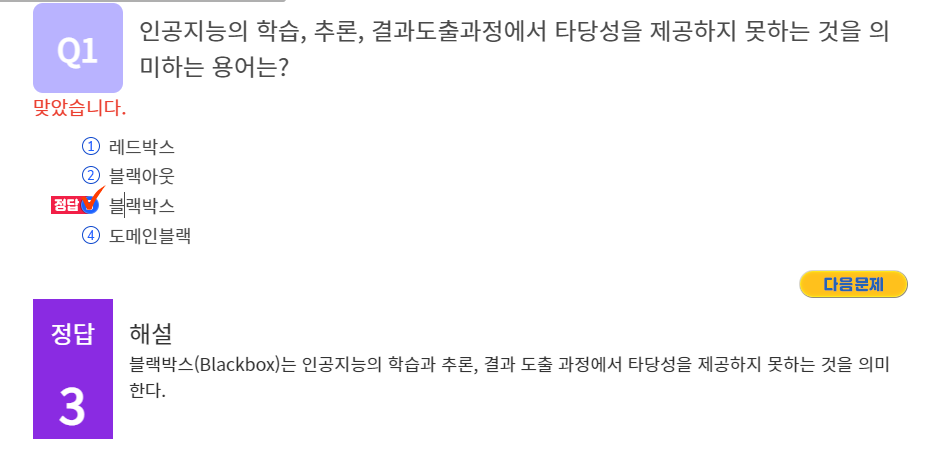 Q1
인공지능의 학습, 추론, 결과도출과정에서 타당성을 제공하지 못하는 것을 의
미하는 용어는?
맞았습니다.
① 레드박스
② 블랙아웃
정답 블랙박스
④ 도메인블랙
다음문제
정답
3
해설
블랙박스(Blackbox)는 인공지능의 학습과 추론, 결과 도출 과정에서 타당성을 제공하지 못하는 것을 의미
한다.